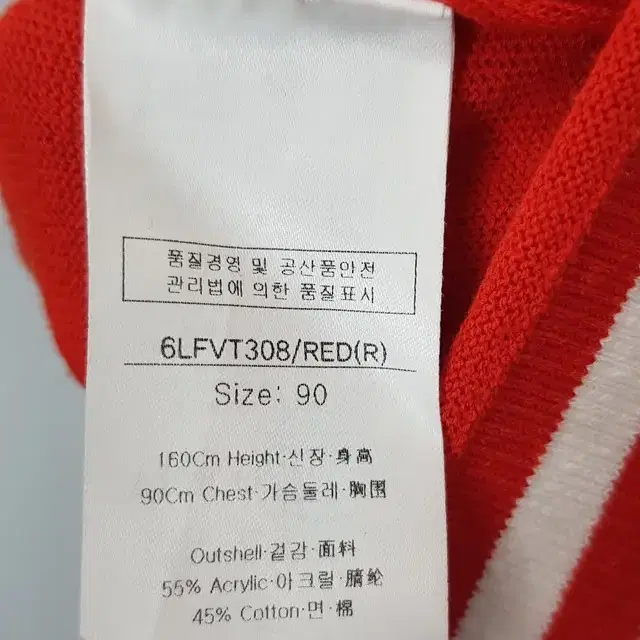 품질경영 및 공산품안전
관리법에 의한 품질표시
6LFVT308/RED(R)
Size: 90
160Cm Height·신장·身高
90Cm Chest·가슴둘레·胸围
Outshell·겉감·面料
55% Acrylic·아크릴·腈纶
45% Cotton·면·棉